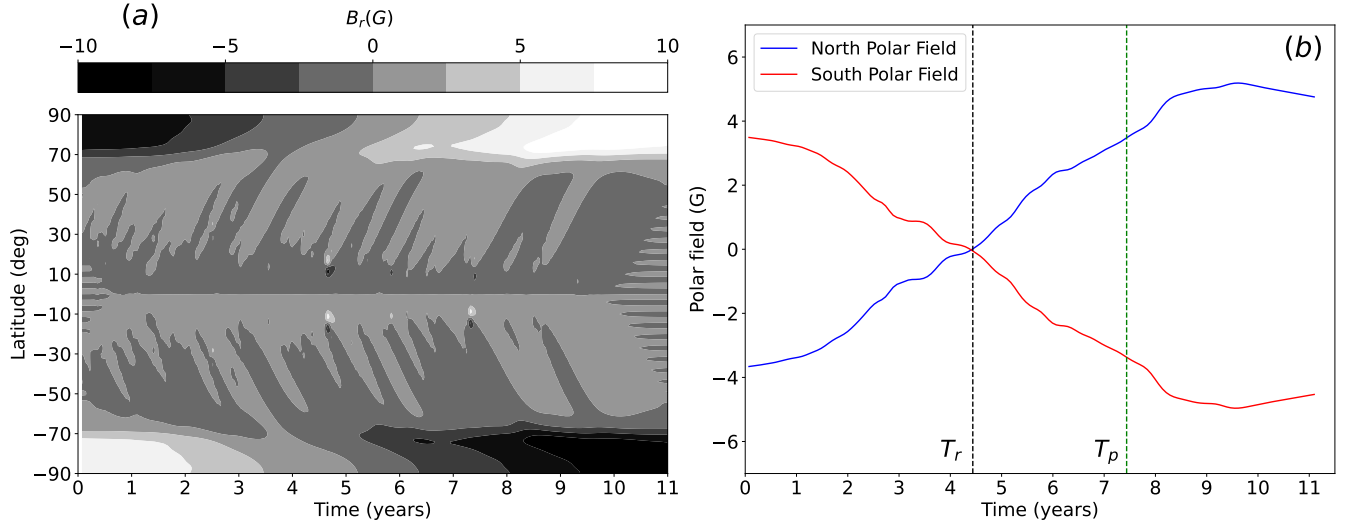 (a)
B_r(G)
−10 −5 0 5 10
90
70
50
30
10
−10
−30
−50
−70
−90
Latitude (deg)
0 1 2 3 4 5 6 7 8 9 10 11
Time (years)
(b)
North Polar Field
South Polar Field
6
4
2
0
−2
−4
−6
Polar field (G)
T_r T_p
0 1 2 3 4 5 6 7 8 9 10 11
Time (years)